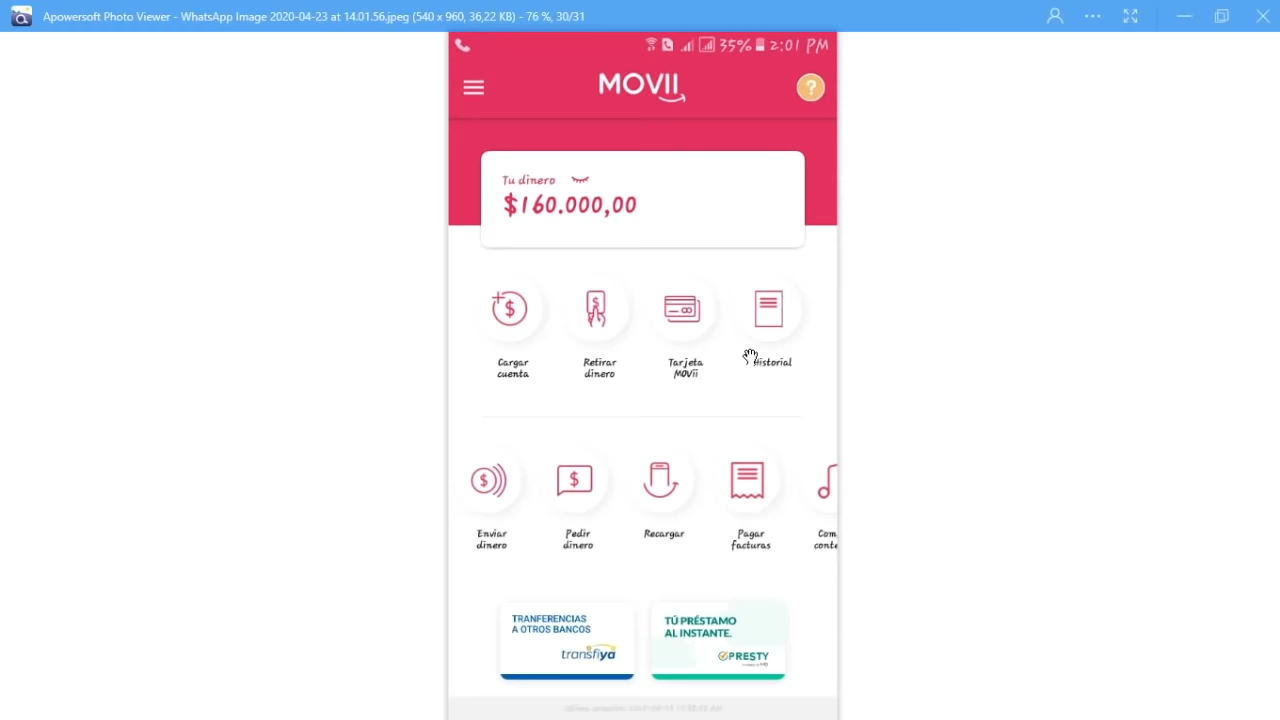 Apowersoft Photo Viewer - WhatsApp Image 2020-04-23 at 14.01.56.jpeg (540 x 960, 36,22 KB) - 76 %, 30/31
35% 2:01 PM
MOVII
?
Tu dinero
$160.000,00
Cargar cuenta
Retirar dinero
Tarjeta MOVii
Historial
Enviar dinero
Pedir dinero
Recargar
Pagar facturas
Com
conte
TRANFERENCIAS
A OTROS BANCOS
transfiya
TÚ PRÉSTAMO
AL INSTANTE.
PRESTY